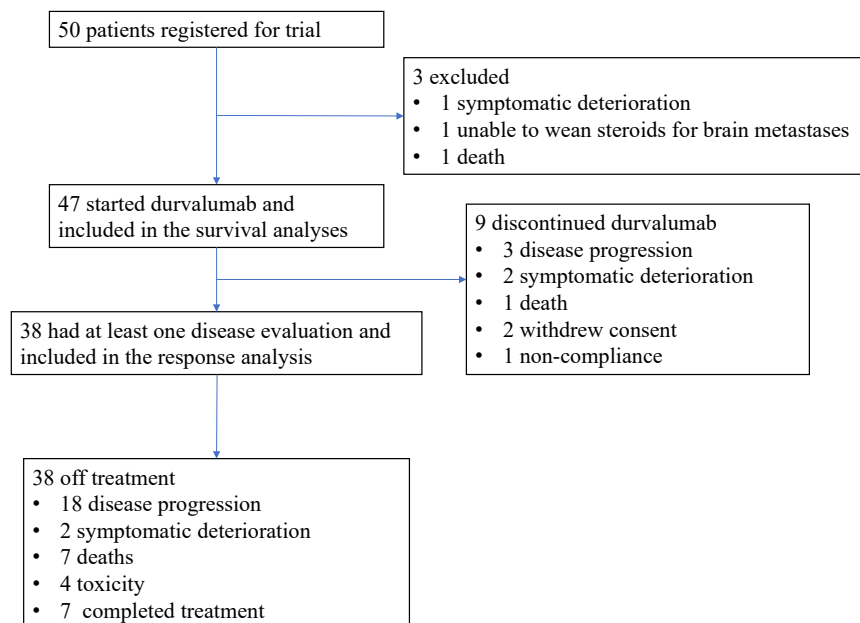 50 patients registered for trial
3 excluded
• 1 symptomatic deterioration
• 1 unable to wean steroids for brain metastases
• 1 death
47 started durvalumab and
included in the survival analyses
9 discontinued durvalumab
• 3 disease progression
• 2 symptomatic deterioration
• 1 death
• 2 withdrew consent
• 1 non-compliance
38 had at least one disease evaluation and
included in the response analysis
38 off treatment
• 18 disease progression
• 2 symptomatic deterioration
• 7 deaths
• 4 toxicity
• 7 completed treatment